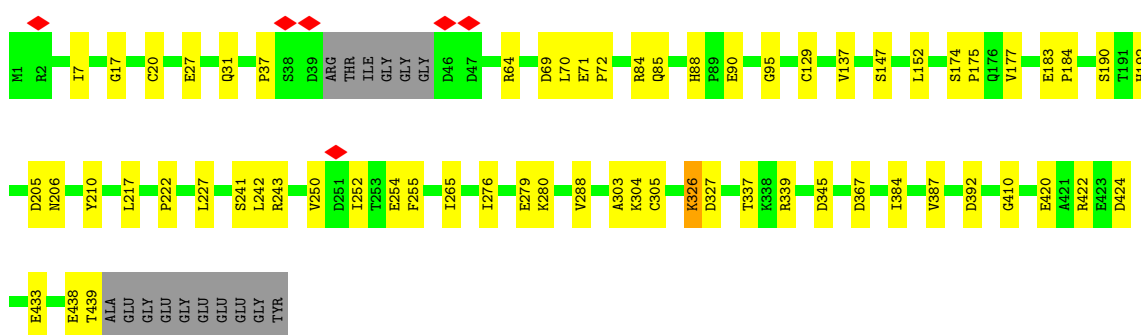 M1 R2 I7 G17 C20 E27 Q31 P37 S38 D39 ARG THR ILE GLY GLY GLY D46 D47 R64 D69 L70 E71 P72 R84 Q85 H88 P89 E90 G95 C129 V137 S147 L152 S174 P175 Q176 V177 E183 P184 S190 T191
D205 N206 Y210 L217 P222 L227 S241 L242 R243 V250 D251 I252 T253 E254 F255 I265 I276 E279 K280 V288 A303 K304 C305 K326 D327 T337 K338 R339 D345 D367 I384 V387 D392 G410 E420 A421 R422 E423 D424
E433 E438 T439 ALA GLU GLY GLU GLY GLU GLU GLU GLY TYR